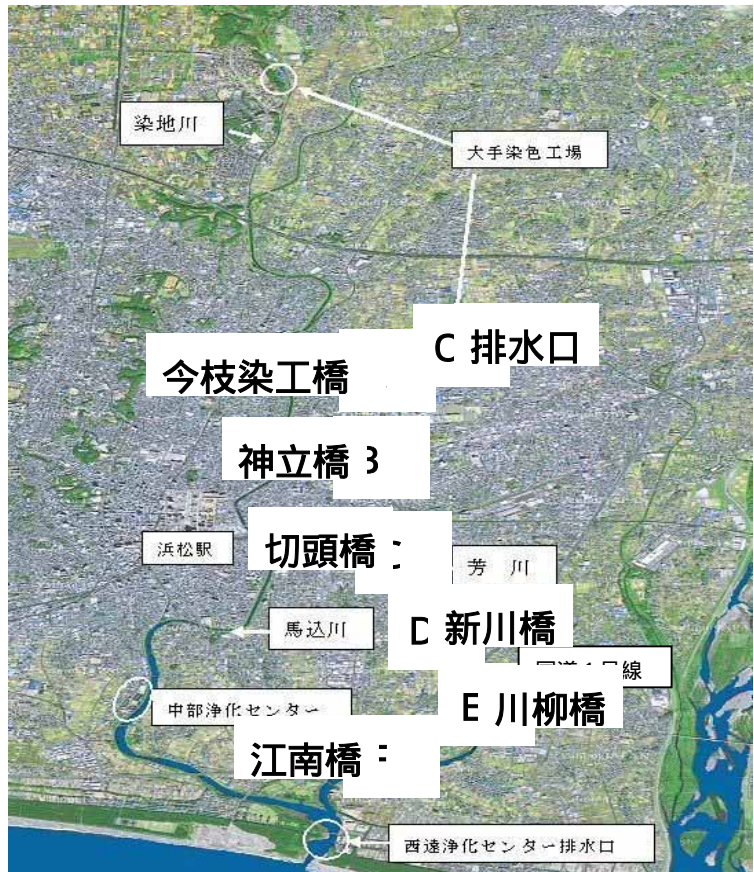 染地川
大手染色工場
C 排水口
今枝染工橋
神立橋 B
切頭橋
浜松駅
芳 川
馬込川
D 新川橋
E 川柳橋
中部浄化センター
江南橋
西遠浄化センター排水口